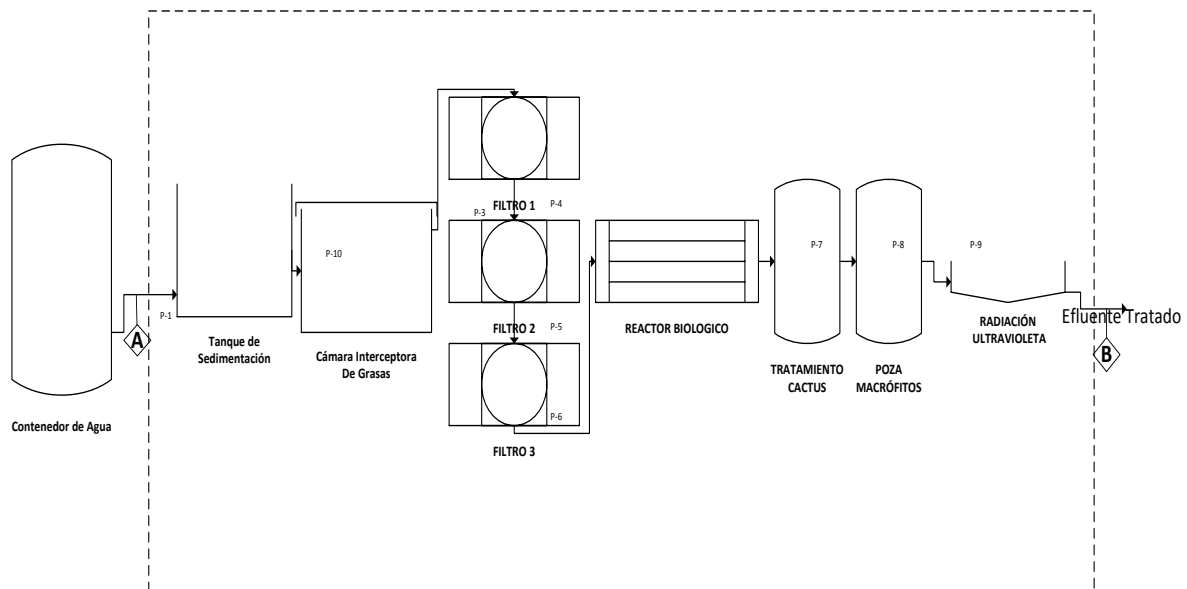 A
P-1
Contenedor de Agua
Tanque de
Sedimentación
P-10
Cámara Interceptora
De Grasas
P-3
FILTRO 1
P-4
FILTRO 2
P-5
P-6
FILTRO 3
REACTOR BIOLOGICO
P-7
TRATAMIENTO
CACTUS
P-8
POZA
MACRÓFITOS
P-9
RADIACIÓN
ULTRAVIOLETA
Efluente Tratado
B